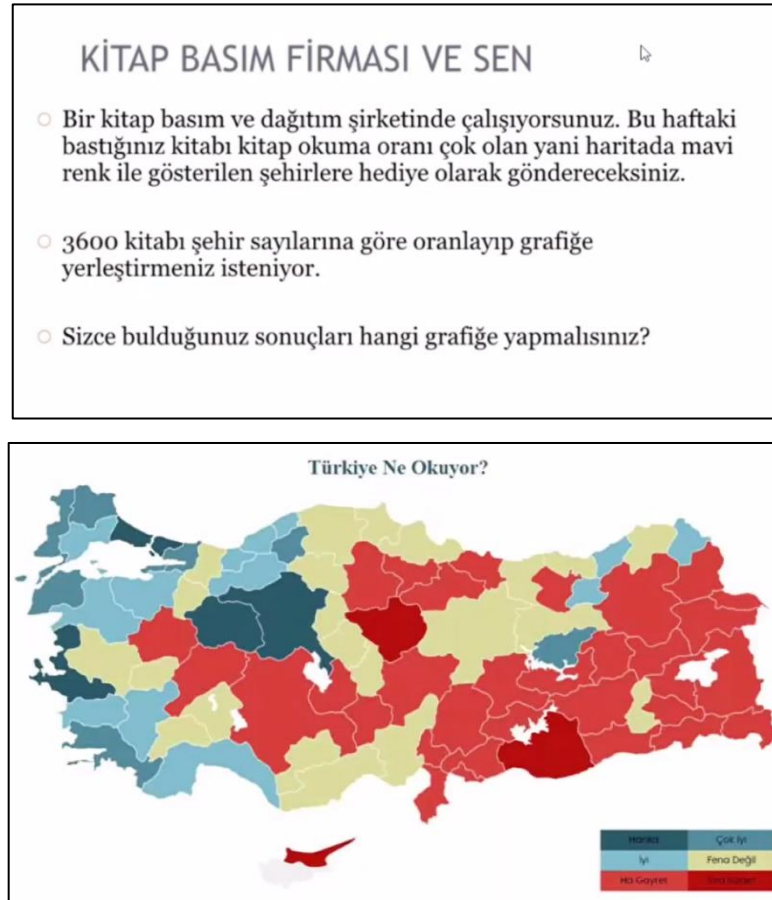 KİTAP BASIM FİRMASI VE SEN
Bir kitap basım ve dağıtım şirketinde çalışıyorsunuz. Bu haftaki
bastığınız kitabı kitap okuma oranı çok olan yani haritada mavi
renk ile gösterilen şehirlere hediye olarak göndereceksiniz.
3600 kitabı şehir sayılarına göre oranlayıp grafiğe
yerleştirmeniz isteniyor.
Sizce bulduğunuz sonuçları hangi grafiğe yapmalısınız?
Türkiye Ne Okuyor?
Harika
Çok İyi
İyi
Fena Değil
Ha Gayret